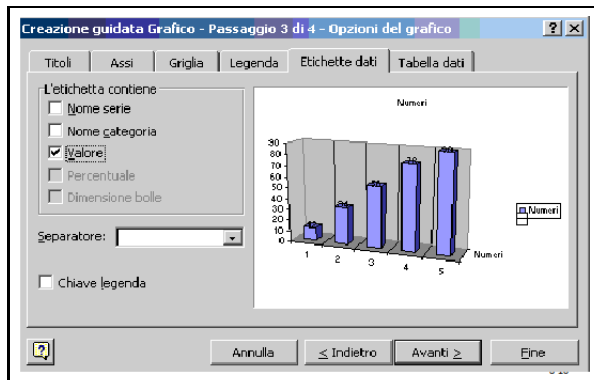 Creazione guidata Grafico - Passaggio 3 di 4 - Opzioni del grafico
Titoli Assi Griglia Legenda Etichette dati Tabella dati
L'etichetta contiene
Nome serie
Nome categoria
Valore
Percentuale
Dimensione bolle
Separatore:
Chiave legenda
Numeri
90
80
70
60
50
40
30
20
10
0
1 2 3 4 5
Numeri
Numeri
Annulla < Indietro Avanti > Fine